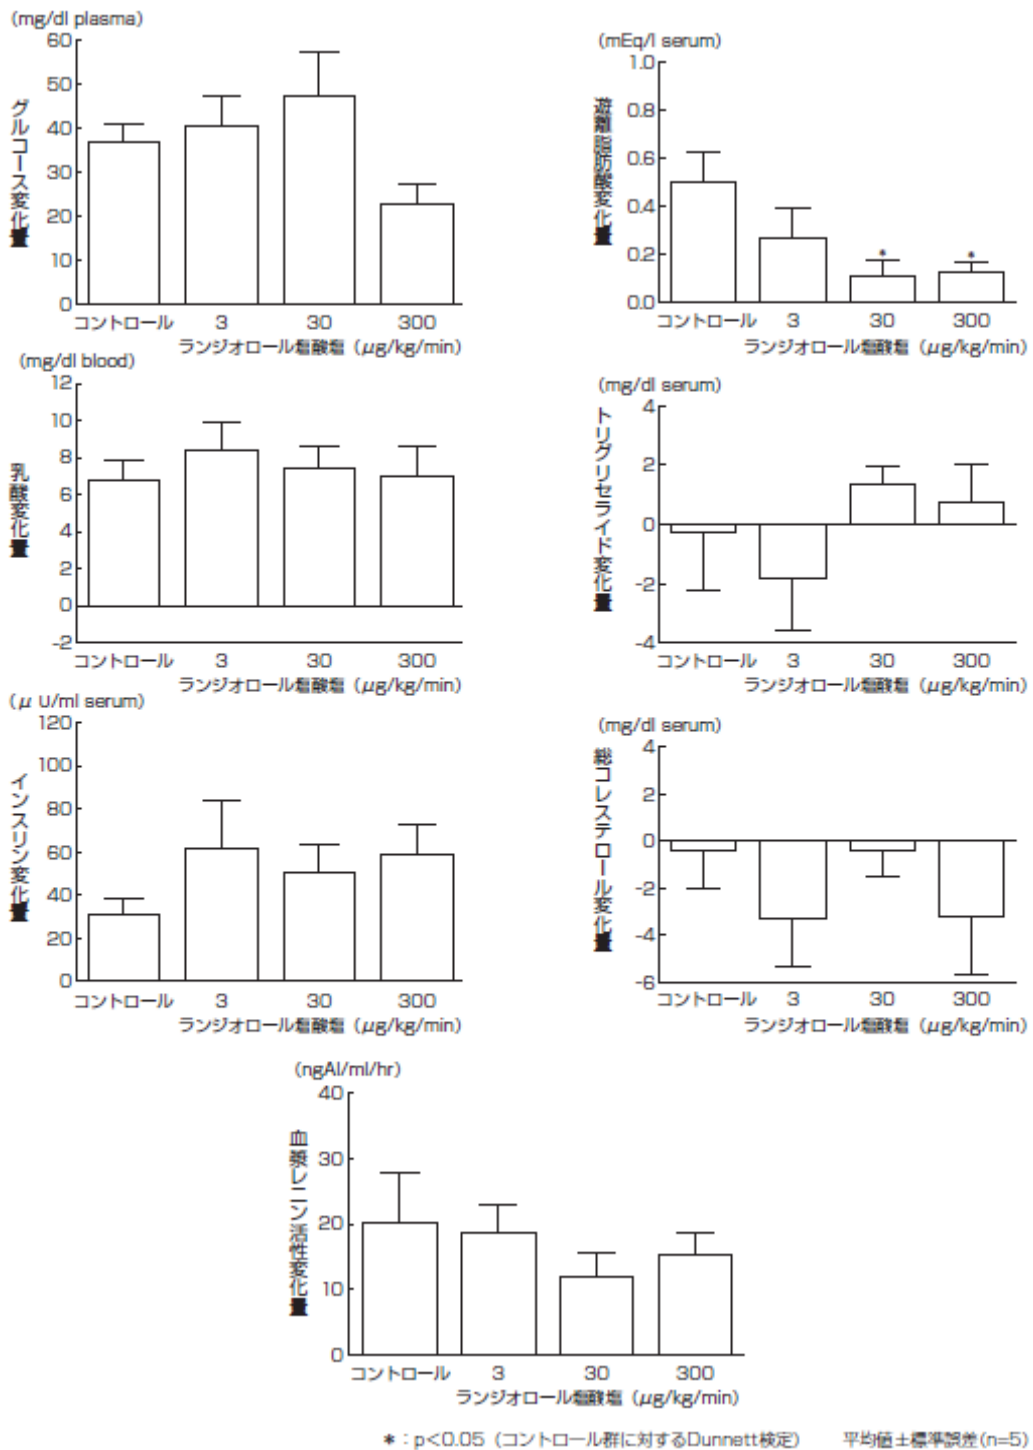 (mg/dl plasma)
グルコース変化量
60
50
40
30
20
10
0
コントロール 3 30 300
ランジオロール塩酸塩（μg/kg/min）
(mEq/l serum)
遊離脂肪酸変化量
1.0
0.8
0.6
0.4
0.2
0.0
* *
コントロール 3 30 300
ランジオロール塩酸塩（μg/kg/min）
(mg/dl blood)
乳酸変化量
12
10
8
6
4
2
0
-2
コントロール 3 30 300
ランジオロール塩酸塩（μg/kg/min）
(mg/dl serum)
トリグリセライド変化量
4
2
0
-2
-4
コントロール 3 30 300
ランジオロール塩酸塩（μg/kg/min）
(μ U/ml serum)
インスリン変化量
120
100
80
60
40
20
0
コントロール 3 30 300
ランジオロール塩酸塩（μg/kg/min）
(mg/dl serum)
総コレステロール変化量
4
2
0
-2
-4
-6
コントロール 3 30 300
ランジオロール塩酸塩（μg/kg/min）
(ngAI/ml/hr)
血漿レニン活性変化量
40
30
20
10
0
コントロール 3 30 300
ランジオロール塩酸塩（μg/kg/min）
*：p<0.05（コントロール群に対するDunnett検定） 平均値±標準誤差(n=5)